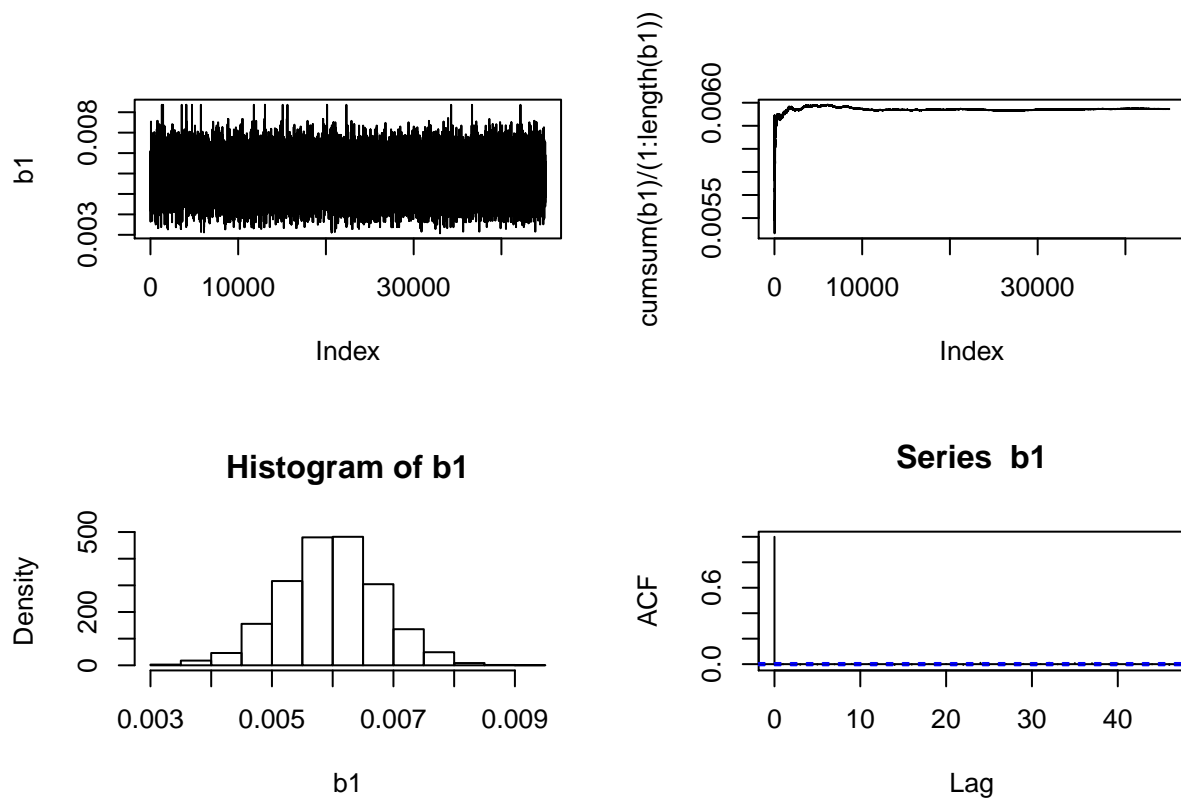 b1
0.003 0.008
0 10000 30000
Index
cumsum(b1)/(1:length(b1))
0.0055 0.0060
0 10000 30000
Index
Histogram of b1
Density
0 200 500
0.003 0.005 0.007 0.009
b1
Series b1
ACF
0.0 0.6
0 10 20 30 40
Lag